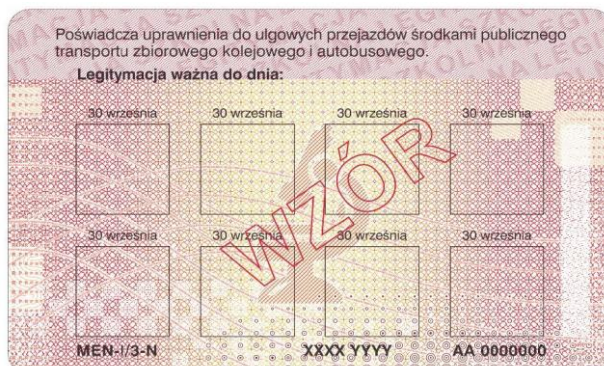 Poświadcza uprawnienia do ulgowych przejazdów środkami publicznego
transportu zbiorowego kolejowego i autobusowego.
Legitymacja ważna do dnia:
30 września 30 września 30 września 30 września
30 września 30 września 30 września 30 września
WZÓR
MEN-I/3-N XXXX YYYY AA 0000000